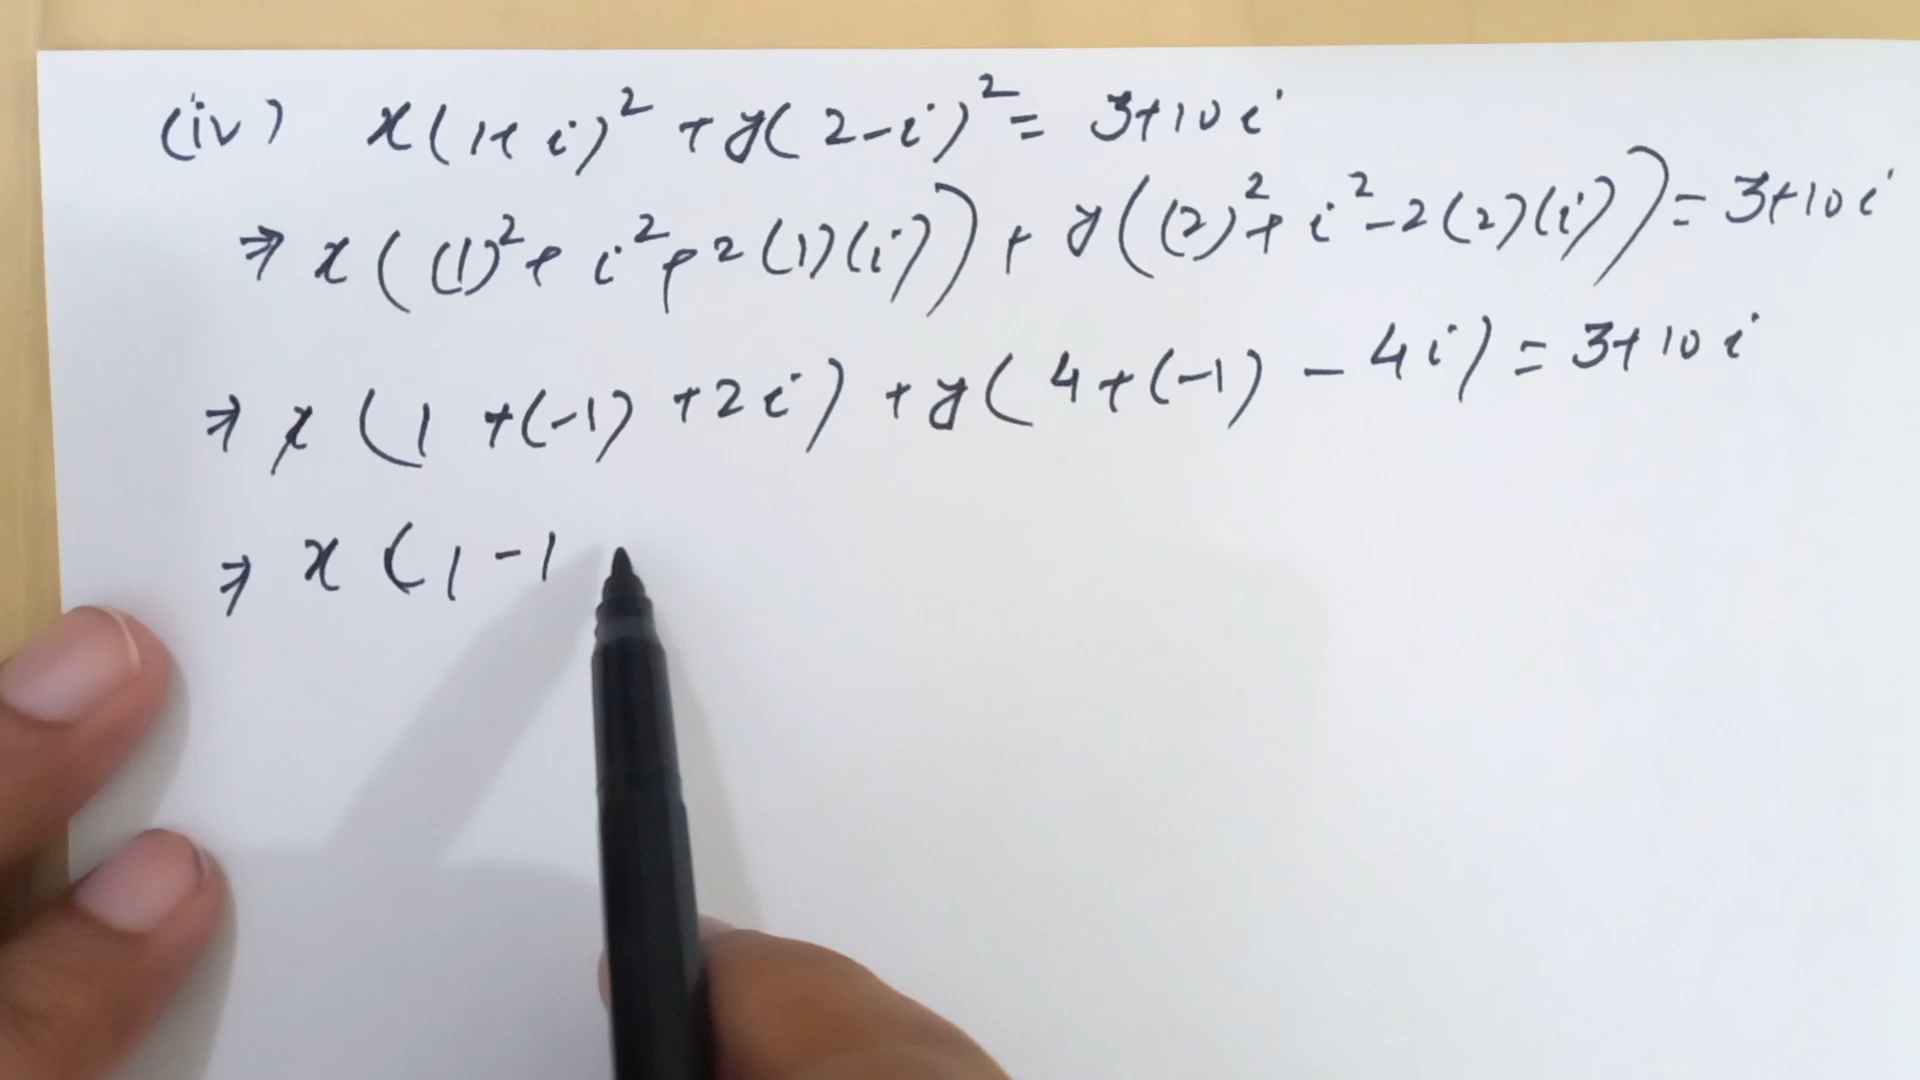 (iv) x(1+i)² + y(2-i)² = 3+10i
⇒ x((1)² + i² + 2(1)(i)) + y((2)² + i² - 2(2)(i)) = 3+10i
⇒ x(1 + (-1) + 2i) + y(4 + (-1) - 4i) = 3+10i
⇒ x(1 - 1